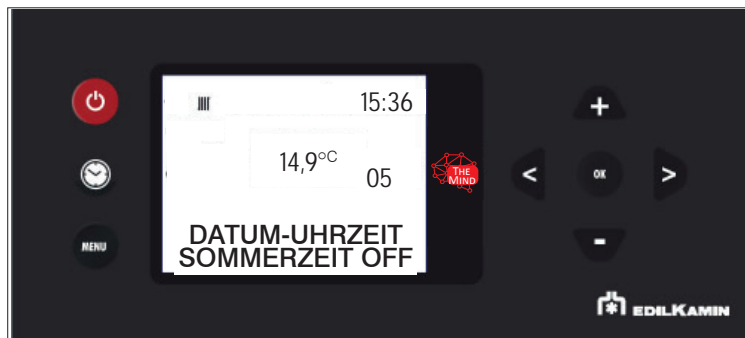 15:36
14,9°C
05
THE
MIND
< OK >
MENU
DATUM-UHRZEIT
SOMMERZEIT OFF
EDILKAMIN